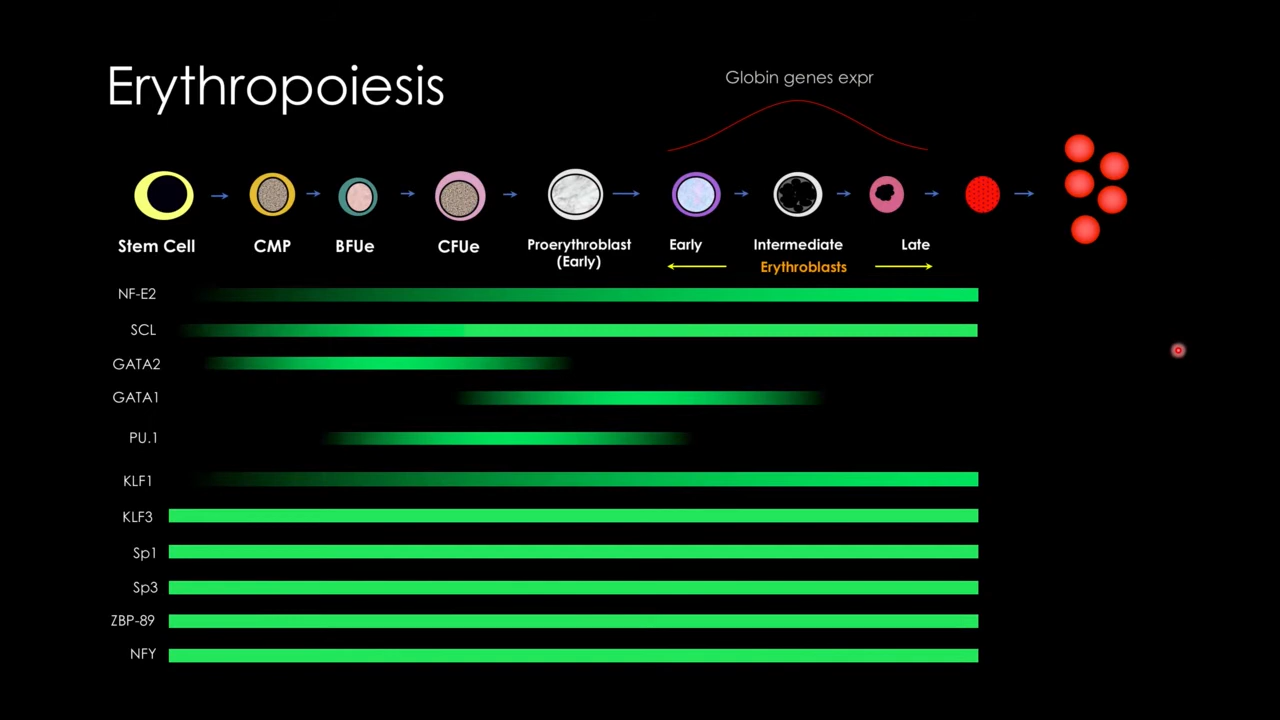 Erythropoiesis
Globin genes expr
Stem Cell
CMP
BFUe
CFUe
Proerythroblast
(Early)
Early
Intermediate
Late
Erythroblasts
NF-E2
SCL
GATA2
GATA1
PU.1
KLF1
KLF3
Sp1
Sp3
ZBP-89
NFY